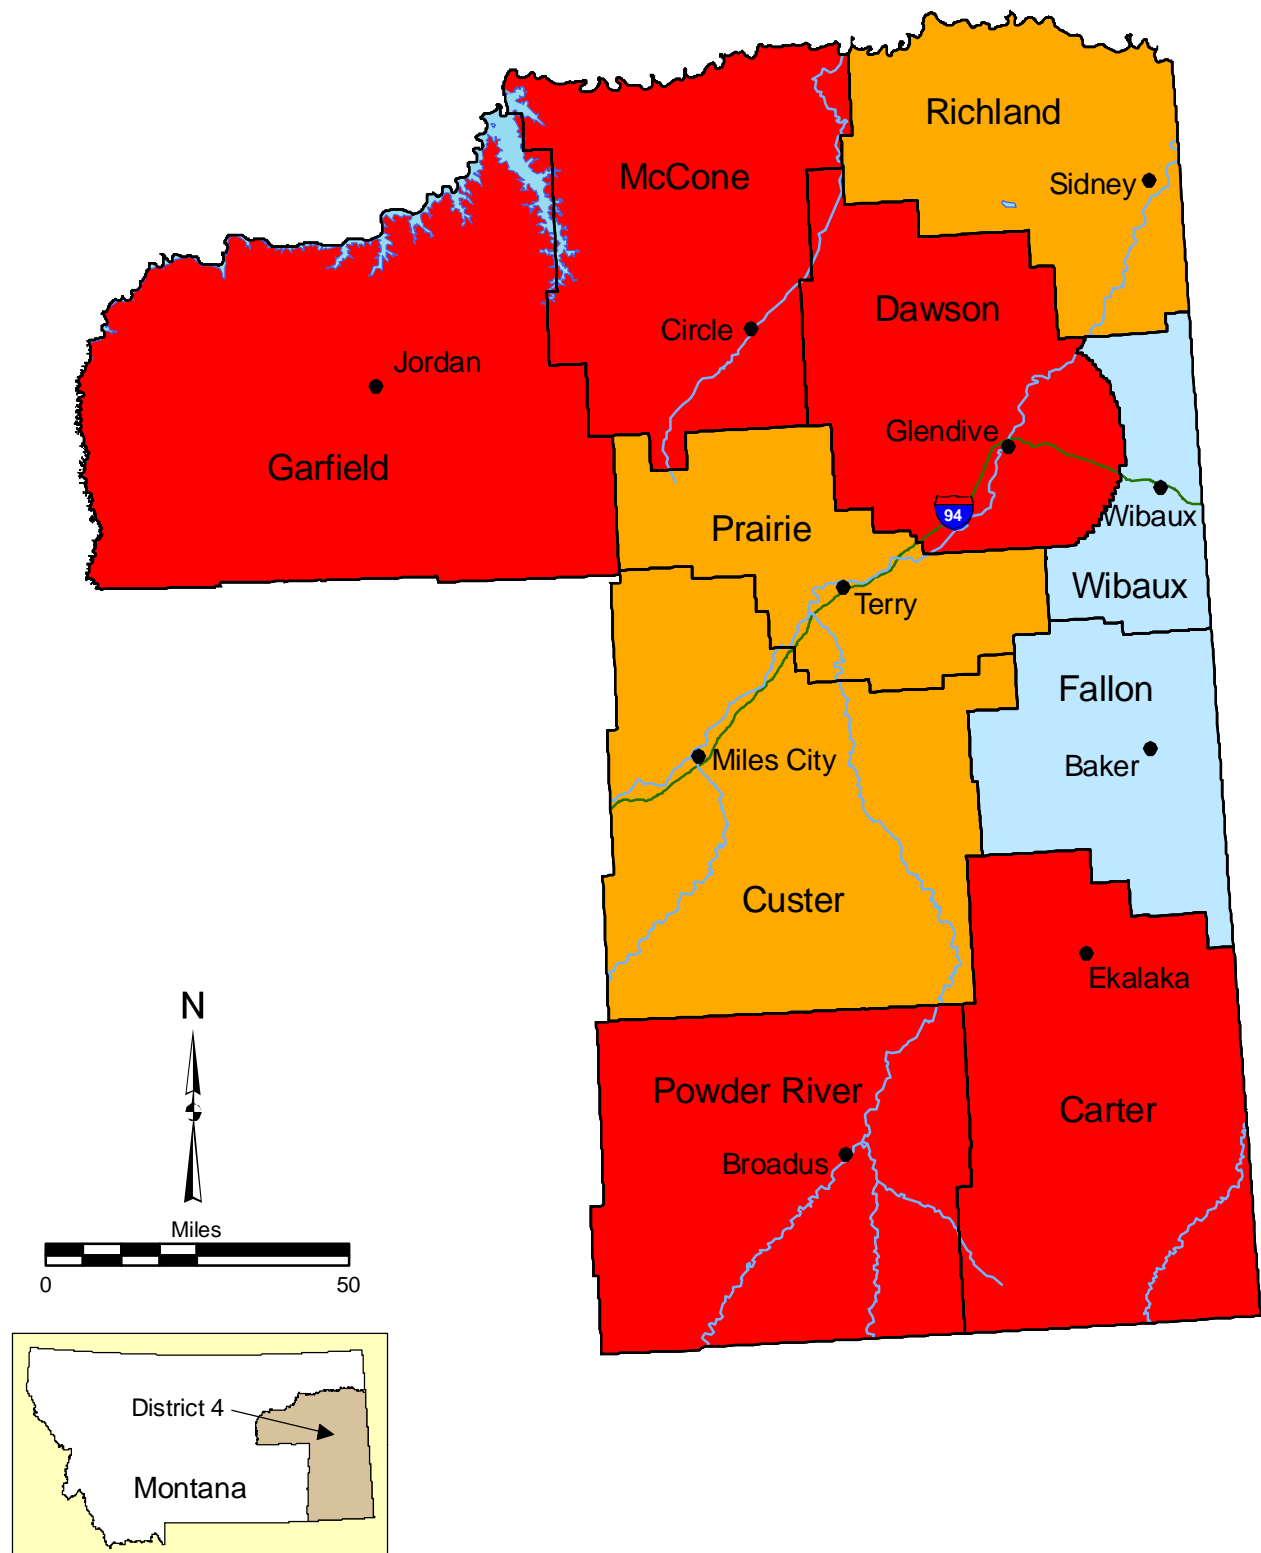 Richland
McCone
Sidney
Dawson
Circle
Jordan
Glendive
Garfield
94
Wibaux
Prairie
Wibaux
Terry
Fallon
Miles City
Baker
Custer
Ekalaka
N
Powder River
Carter
Broadus
Miles
0 50
District 4
Montana